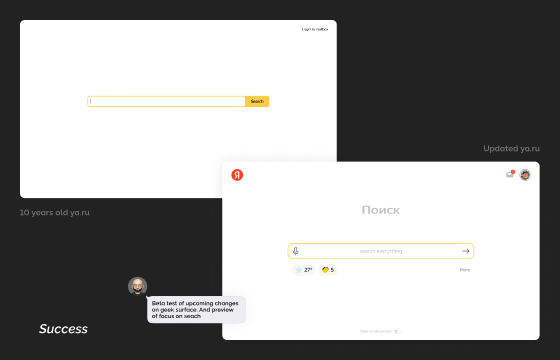 Login to mailbox
Search
10 years old ya.ru
Updated ya.ru
Я
Поиск
search everything
27°
5
More
Beta test of upcoming changes
on geek surface. And preview
of focus on seach
Success